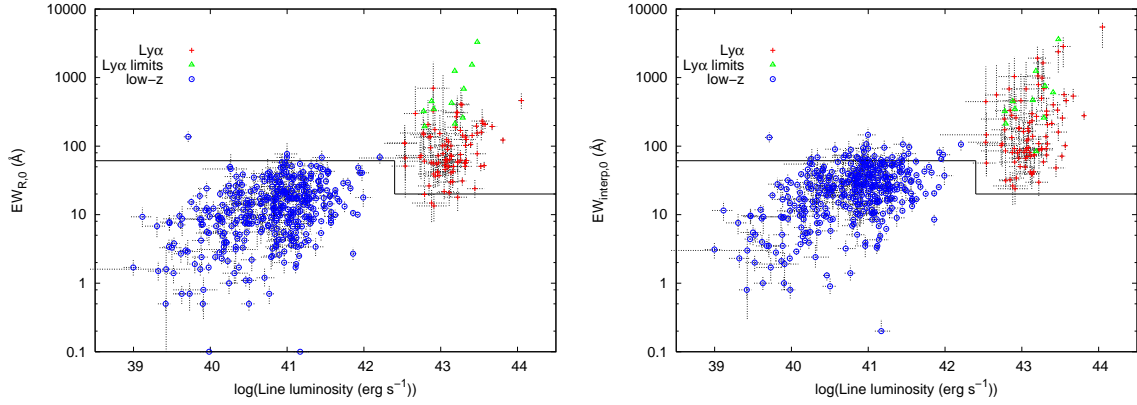 10000
1000
100
10
1
0.1
EW_R,0 (Å)
Lyα
Lyα limits
low−z
39 40 41 42 43 44
log(Line luminosity (erg s⁻¹))
10000
1000
100
10
1
0.1
EW_interp,0 (Å)
Lyα
Lyα limits
low−z
39 40 41 42 43 44
log(Line luminosity (erg s⁻¹))